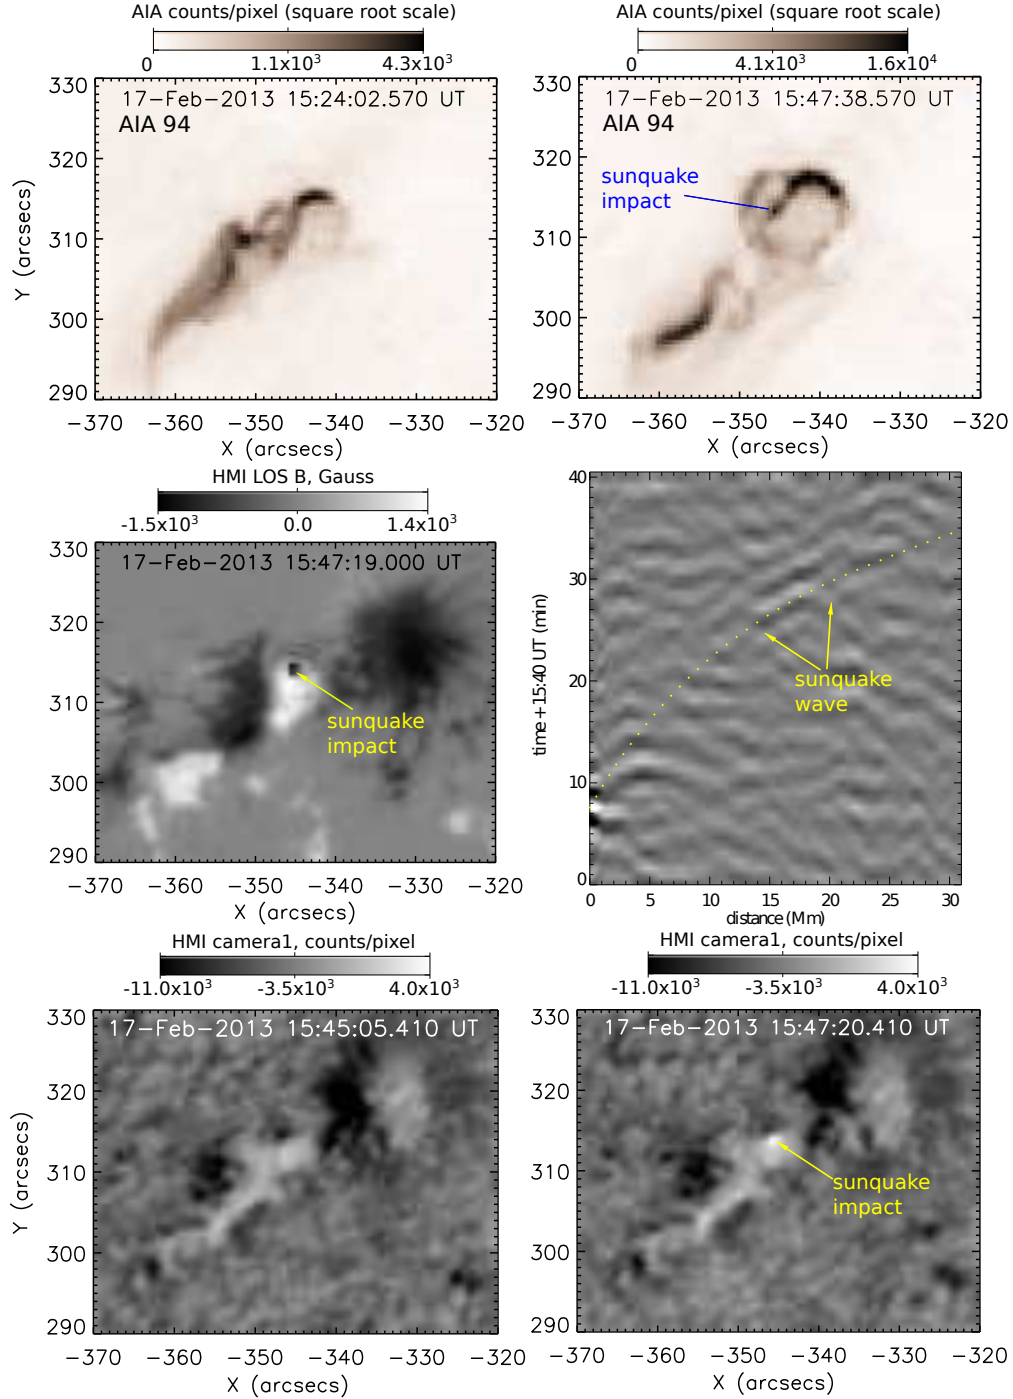 AIA counts/pixel (square root scale)
0 1.1x10³ 4.3x10³
330
17-Feb-2013 15:24:02.570 UT
AIA 94
320
310
300
290
Y (arcsecs)
-370 -360 -350 -340 -330 -320
X (arcsecs)
AIA counts/pixel (square root scale)
0 4.1x10³ 1.6x10⁴
330
17-Feb-2013 15:47:38.570 UT
AIA 94
320
sunquake
impact
310
300
290
-370 -360 -350 -340 -330 -320
X (arcsecs)
HMI LOS B, Gauss
-1.5x10³ 0.0 1.4x10³
330
17-Feb-2013 15:47:19.000 UT
320
310
sunquake
impact
300
290
-370 -360 -350 -340 -330 -320
X (arcsecs)
40
30
20
10
0
time+15:40 UT (min)
sunquake
wave
0 5 10 15 20 25 30
distance (Mm)
HMI camera1, counts/pixel
-11.0x10³ -3.5x10³ 4.0x10³
330
17-Feb-2013 15:45:05.410 UT
320
310
300
290
Y (arcsecs)
-370 -360 -350 -340 -330 -320
X (arcsecs)
HMI camera1, counts/pixel
-11.0x10³ -3.5x10³ 4.0x10³
330
17-Feb-2013 15:47:20.410 UT
320
310
sunquake
impact
300
290
-370 -360 -350 -340 -330 -320
X (arcsecs)